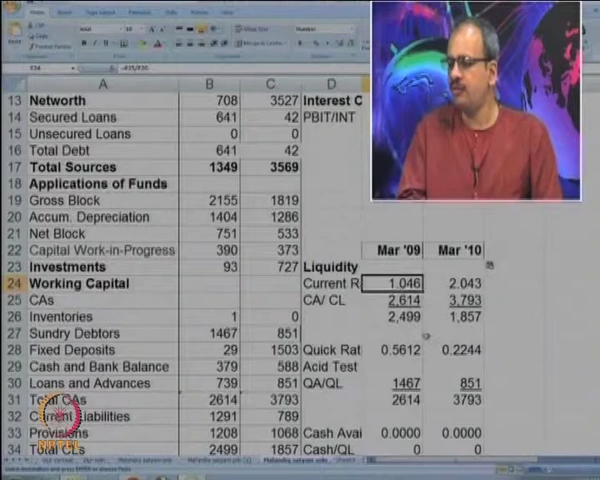 A B C D
13 Networth 708 3527 Interest C
14 Secured Loans 641 42 PBIT/INT
15 Unsecured Loans 0 0
16 Total Debt 641 42
17 Total Sources 1349 3569
18 Applications of Funds
19 Gross Block 2155 1819
20 Accum. Depreciation 1404 1286
21 Net Block 751 533
22 Capital Work-in-Progress 390 373 Mar '09 Mar '10
23 Investments 93 727 Liquidity
24 Working Capital Current R 1.046 2.043
25 CAs CA/ CL 2,614 3,793
26 Inventories 1 0 2,499 1,857
27 Sundry Debtors 1467 851
28 Fixed Deposits 29 1503 Quick Rat 0.5612 0.2244
29 Cash and Bank Balance 379 588 Acid Test
30 Loans and Advances 739 851 QA/QL 1467 851
31 Total CAs 2614 3793 2614 3793
32 Current Liabilities 1291 789
33 Provisions 1208 1068 Cash Avai 0.0000 0.0000
34 Total CLs 2499 1857 Cash/QL 0 0
NPTEL